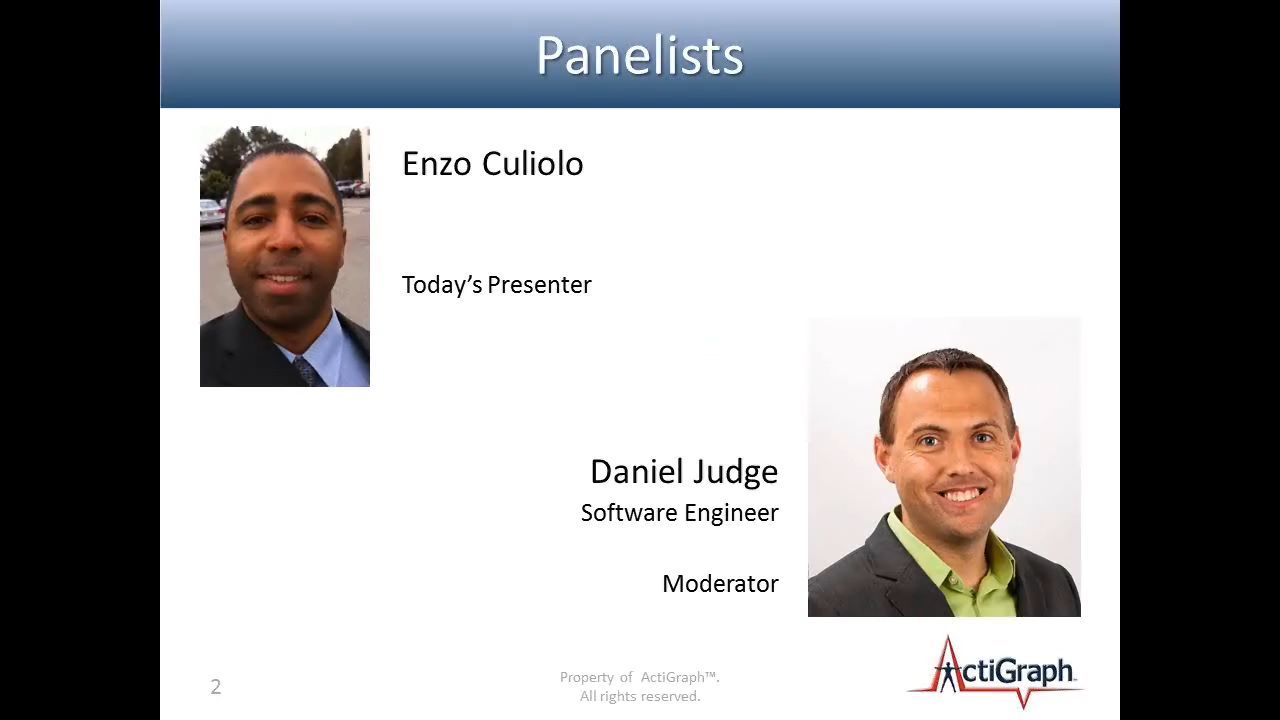 Panelists
Enzo Culiolo
Today's Presenter
Daniel Judge
Software Engineer
Moderator
2
Property of ActiGraph™.
All rights reserved.
ActiGraph